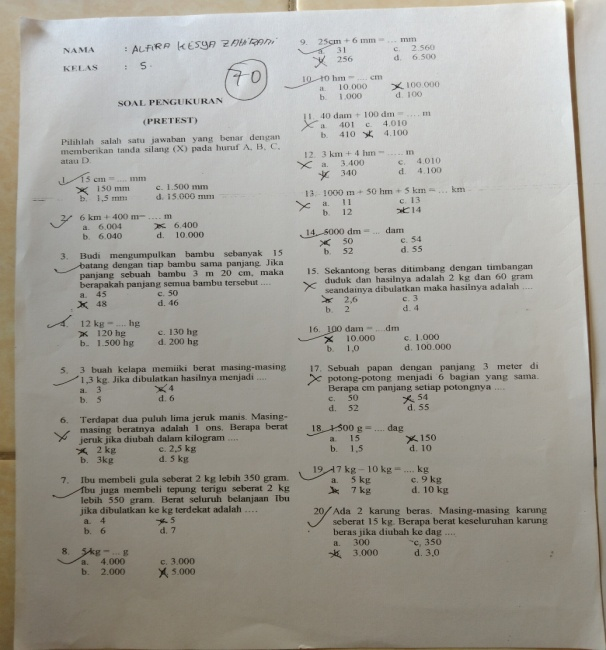 NAMA : ALFIRA KESYA ZAHIRANI
KELAS : 5.
70
SOAL PENGUKURAN
(PRETEST)
Pilihlah salah satu jawaban yang benar dengan
memberikan tanda silang (X) pada huruf A, B, C,
atau D.
1. 15 cm = .... mm
a. 150 mm c. 1.500 mm
b. 1,5 mm d. 15.000 mm
2. 6 km + 400 m= .... m
a. 6.004 c. 6.400
b. 6.040 d. 10.000
3. Budi mengumpulkan bambu sebanyak 15
batang dengan tiap bambu sama panjang. Jika
panjang sebuah bambu 3 m 20 cm, maka
berapakah panjang semua bambu tersebut ....
a. 45 c. 50
b. 48 d. 46
4. 12 kg = .... hg
a. 120 hg c. 130 hg
b. 1.500 hg d. 200 hg
5. 3 buah kelapa memiiki berat masing-masing
1,3 kg. Jika dibulatkan hasilnya menjadi ....
a. 3 c. 4
b. 5 d. 6
6. Terdapat dua puluh lima jeruk manis. Masing-
masing beratnya adalah 1 ons. Berapa berat
jeruk jika diubah dalam kilogram ....
a. 2 kg c. 2,5 kg
b. 3kg d. 5 kg
7. Ibu membeli gula seberat 2 kg lebih 350 gram.
Ibu juga membeli tepung terigu seberat 2 kg
lebih 550 gram. Berat seluruh belanjaan Ibu
jika dibulatkan ke kg terdekat adalah ....
a. 4 c. 5
b. 6 d. 7
8. 5 kg = ... g
a. 4.000 c. 3.000
b. 2.000 d. 5.000
9. 25cm + 6 mm = ... mm
a. 31 c. 2.560
b. 256 d. 6.500
10. 10 hm = .... cm
a. 10.000 c. 100.000
b. 1.000 d. 100
11. 40 dam + 100 dm = .... m
a. 401 c. 4.010
b. 410 d. 4.100
12. 3 km + 4 hm = .... m
a. 3.400 c. 4.010
b. 340 d. 4.100
13. 1000 m + 50 hm + 5 km = ... km
a. 11 c. 13
b. 12 d. 14
14. 5000 dm = ... dam
a. 50 c. 54
b. 52 d. 55
15. Sekantong beras ditimbang dengan timbangan
duduk dan hasilnya adalah 2 kg dan 60 gram
seandainya dibulatkan maka hasilnya adalah ....
a. 2,6 c. 3
b. 2 d. 4
16. 100 dam = ...dm
a. 10.000 c. 1.000
b. 1,0 d. 100.000
17. Sebuah papan dengan panjang 3 meter di
potong-potong menjadi 6 bagian yang sama.
Berapa cm panjang setiap potongnya ....
c. 50 a. 54
d. 52 d. 55
18. 1.500 g = .... dag
a. 15 c. 150
b. 1,5 d. 10
19. 17 kg – 10 kg = .... kg
a. 5 kg c. 9 kg
b. 7 kg d. 10 kg
20. Ada 2 karung beras. Masing-masing karung
seberat 15 kg. Berapa berat keseluruhan karung
beras jika diubah ke dag ....
a. 300 c. 350
b. 3.000 d. 3,0